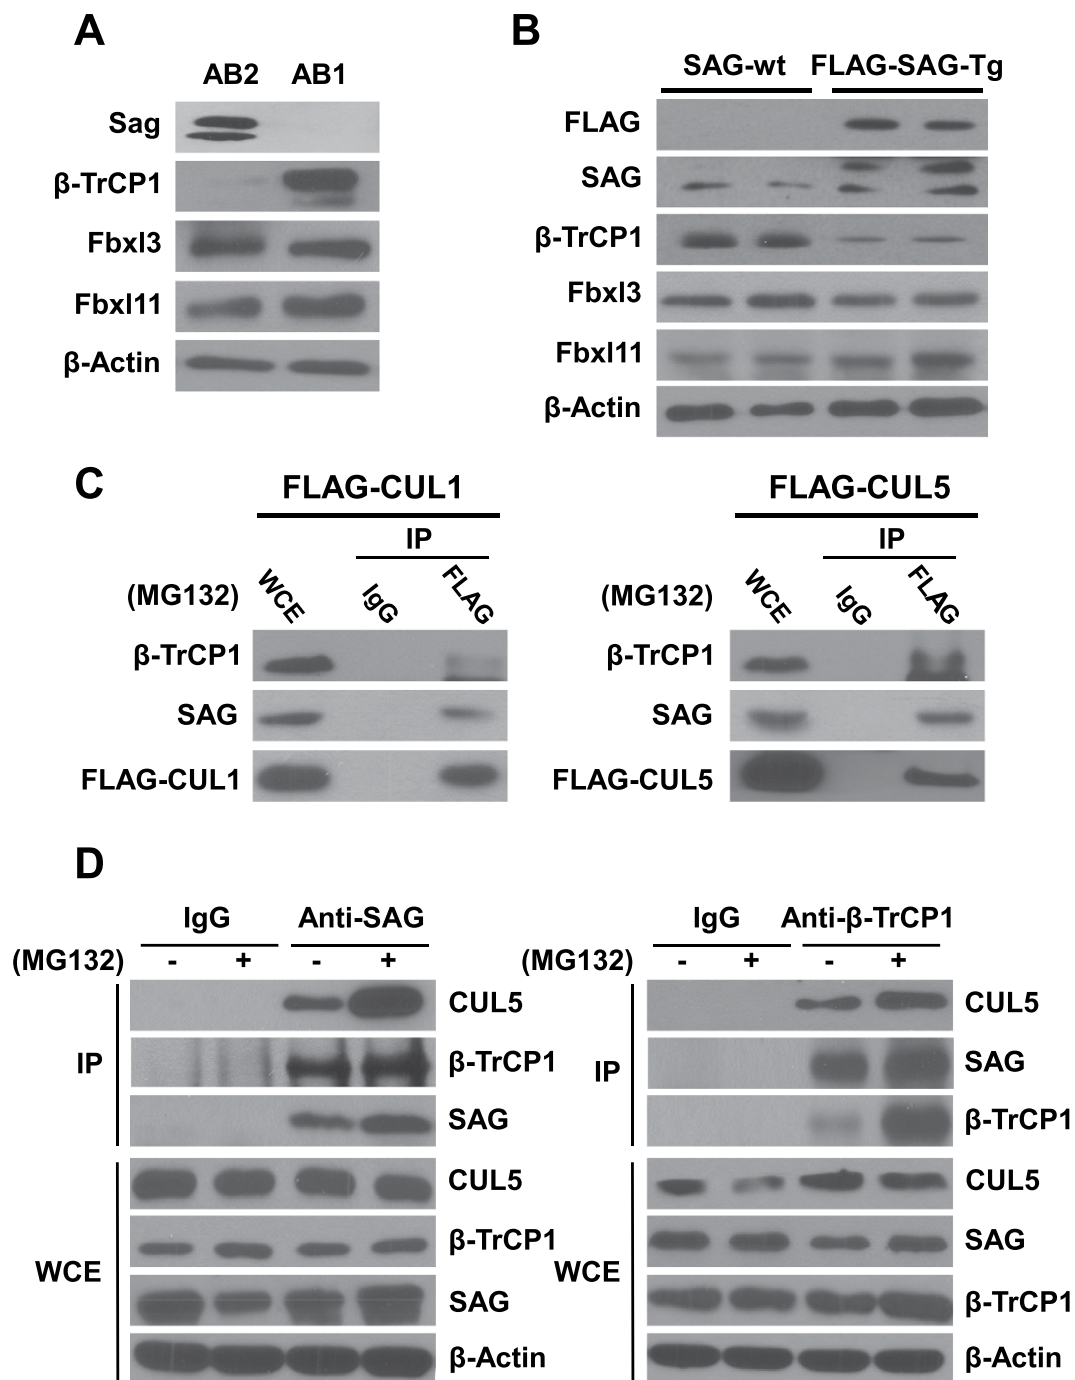 A
AB2 AB1
Sag
β-TrCP1
Fbxl3
Fbxl11
β-Actin
B
SAG-wt FLAG-SAG-Tg
FLAG
SAG
β-TrCP1
Fbxl3
Fbxl11
β-Actin
C
FLAG-CUL1
IP
(MG132) WCE IgG FLAG
β-TrCP1
SAG
FLAG-CUL1
FLAG-CUL5
IP
(MG132) WCE IgG FLAG
β-TrCP1
SAG
FLAG-CUL5
D
IgG Anti-SAG
(MG132) - + - +
IP
CUL5
β-TrCP1
SAG
WCE
CUL5
β-TrCP1
SAG
β-Actin
IgG Anti-β-TrCP1
(MG132) - + - +
IP
CUL5
SAG
β-TrCP1
WCE
CUL5
SAG
β-TrCP1
β-Actin